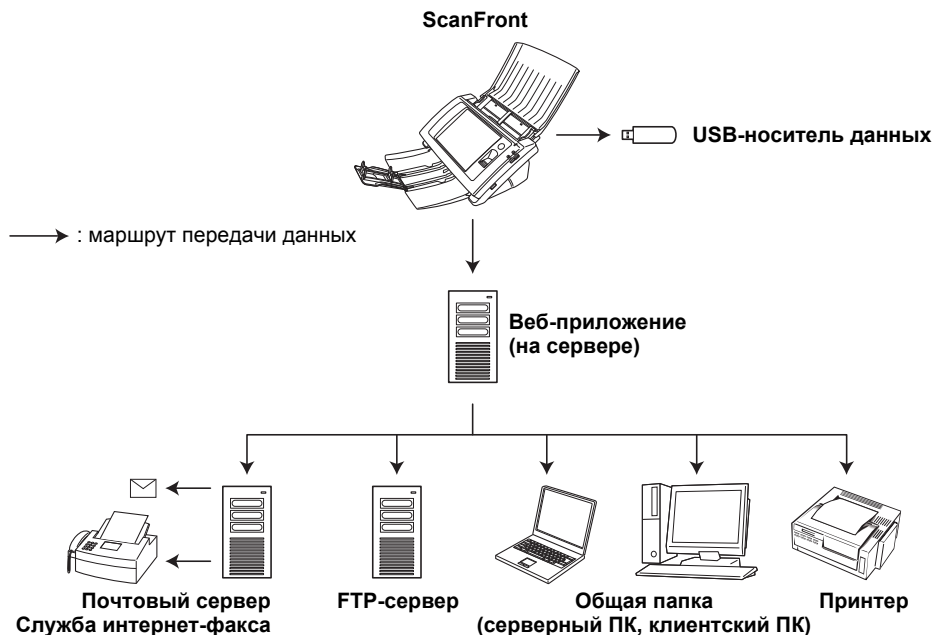 ScanFront
USB-носитель данных
: маршрут передачи данных
Веб-приложение
(на сервере)
Почтовый сервер
Служба интернет-факса
FTP-сервер
Общая папка
(серверный ПК, клиентский ПК)
Принтер